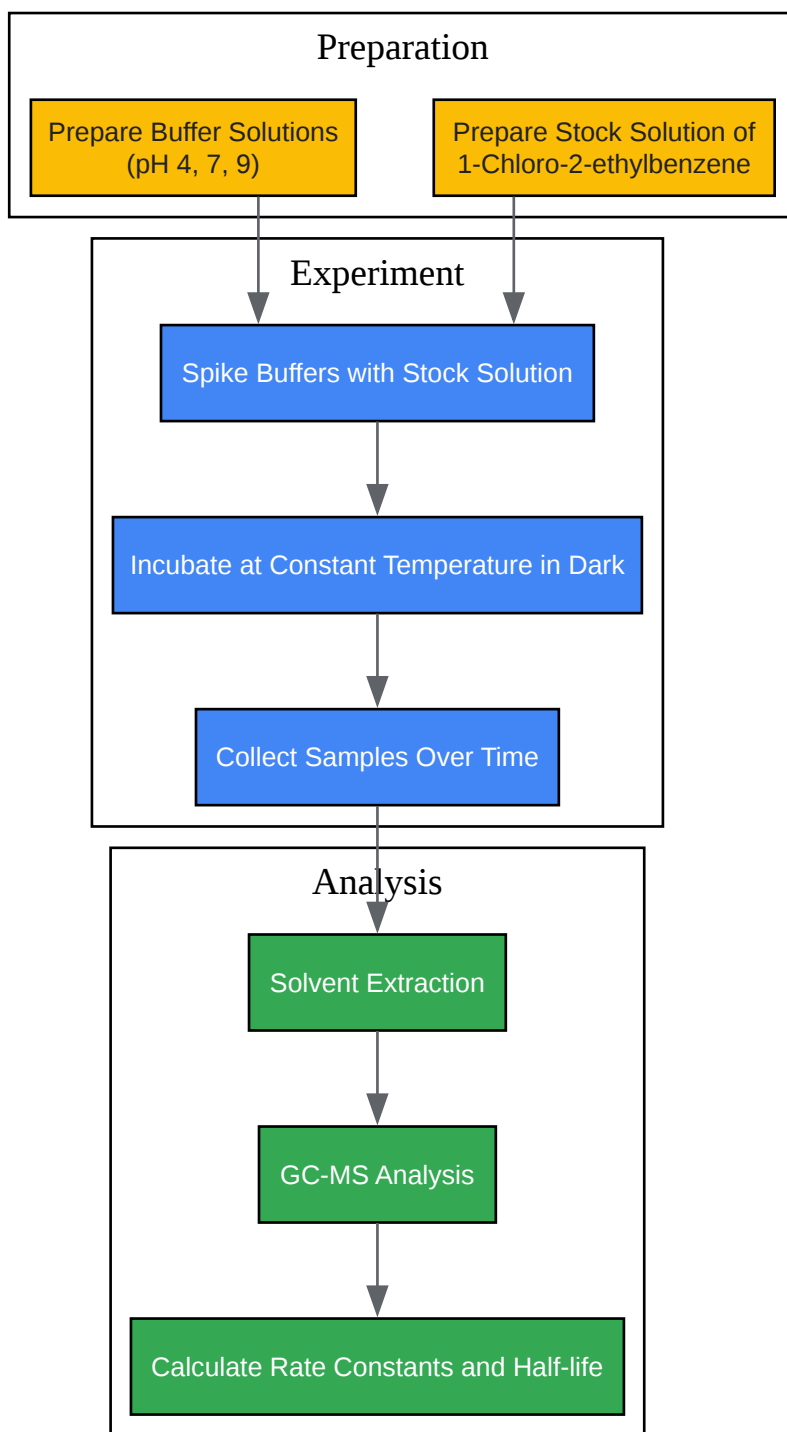 Preparation
Prepare Buffer Solutions
(pH 4, 7, 9)
Prepare Stock Solution of
1-Chloro-2-ethylbenzene
Experiment
Spike Buffers with Stock Solution
Incubate at Constant Temperature in Dark
Collect Samples Over Time
Analysis
Solvent Extraction
GC-MS Analysis
Calculate Rate Constants and Half-life